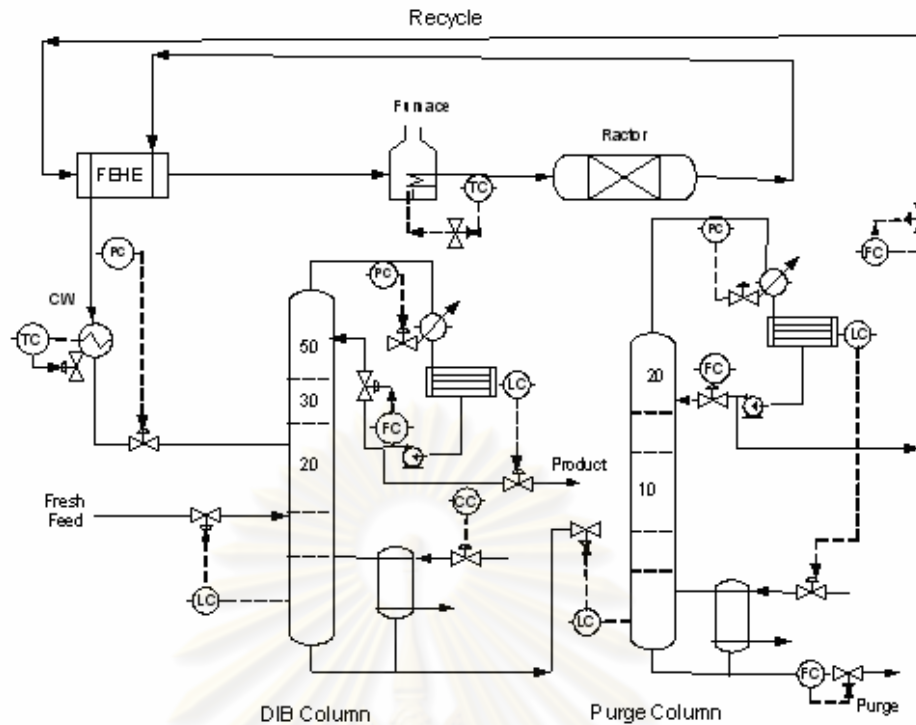 Recycle
Furnace
Ractor
FEHE
TC
PC
FC
PC
CW
PC
TC
50
LC
LC
20
FC
30
FC
20
Product
10
CC
Fresh
Feed
LC
LC
FC
Purge
DIB Column
Purge Column